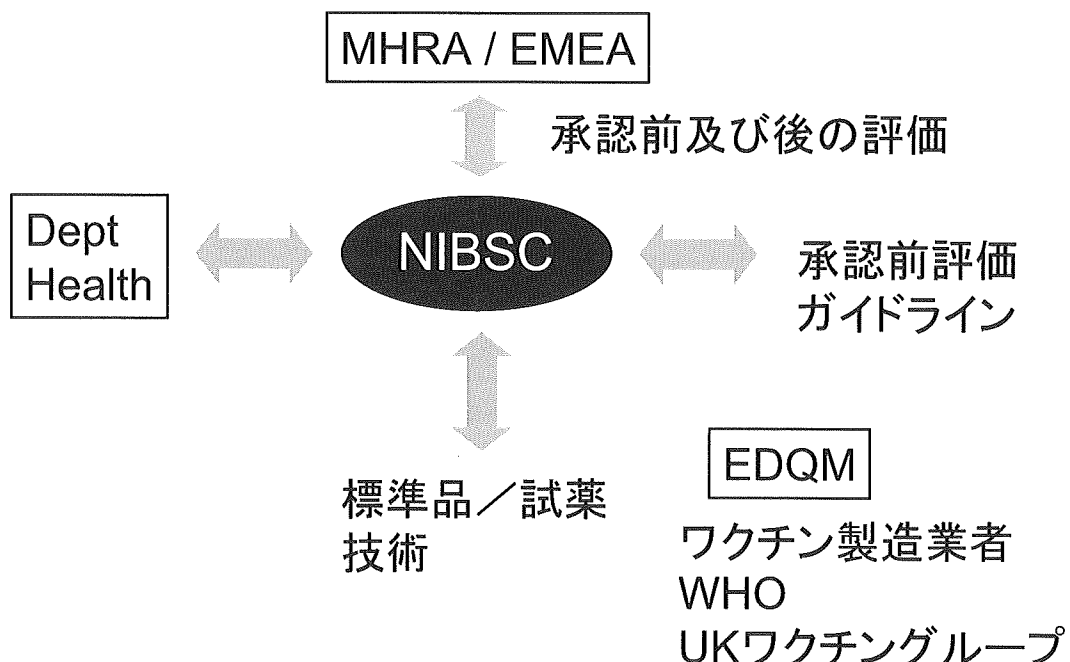 MHRA / EMEA
承認前及び後の評価
Dept
Health
NIBSC
承認前評価
ガイドライン
標準品／試薬
技術
EDQM
ワクチン製造業者
WHO
UKワクチングループ